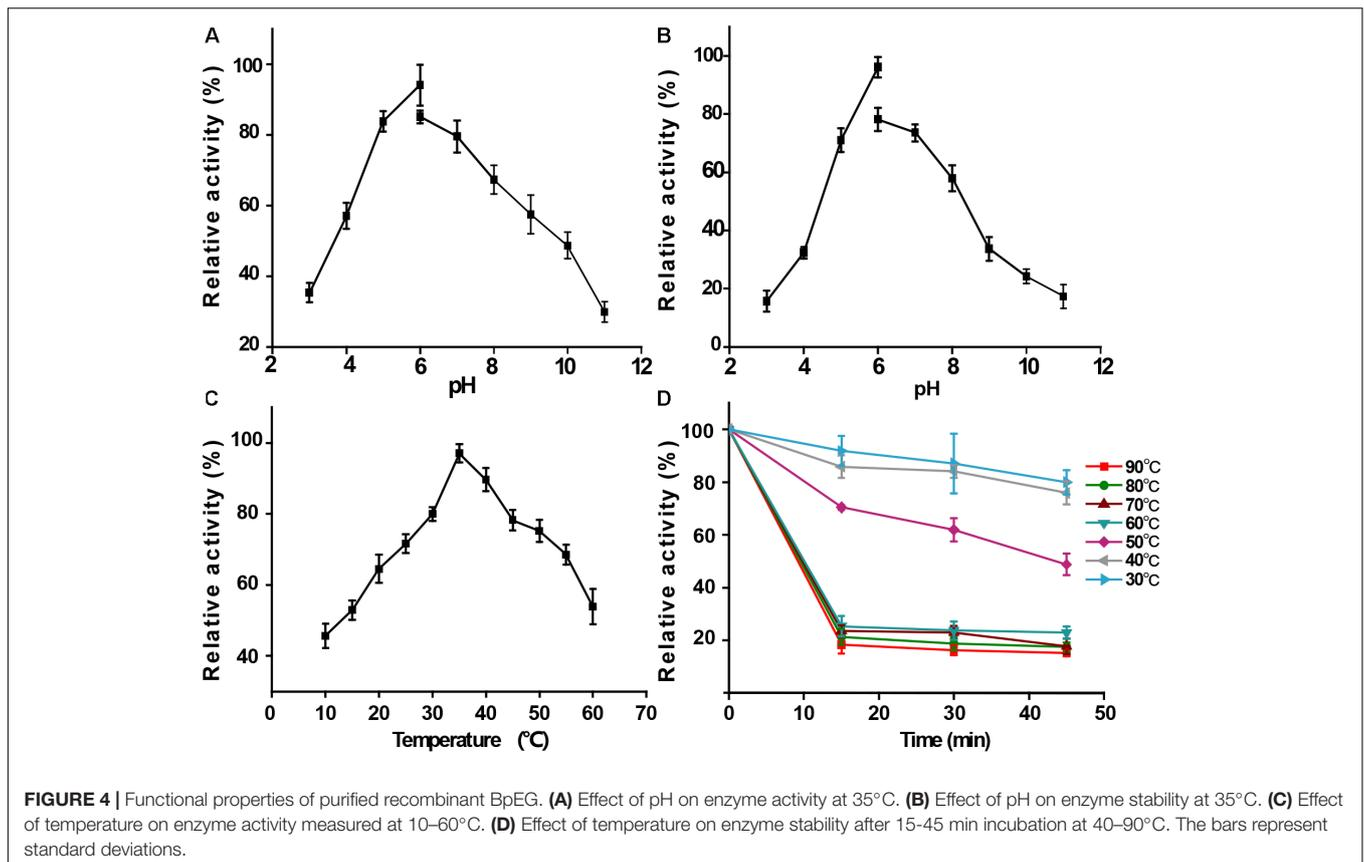 A
Relative activity (%)
100
80
60
40
20
2 4 6 8 10 12
pH
B
Relative activity (%)
100
80
60
40
20
0
2 4 6 8 10 12
pH
C
Relative activity (%)
100
80
60
40
0 10 20 30 40 50 60 70
Temperature (°C)
D
Relative activity (%)
100
80
60
40
20
0 10 20 30 40 50
Time (min)
90°C
80°C
70°C
60°C
50°C
40°C
30°C
FIGURE 4 | Functional properties of purified recombinant BpEG. (A) Effect of pH on enzyme activity at 35°C. (B) Effect of pH on enzyme stability at 35°C. (C) Effect
of temperature on enzyme activity measured at 10–60°C. (D) Effect of temperature on enzyme stability after 15-45 min incubation at 40–90°C. The bars represent
standard deviations.